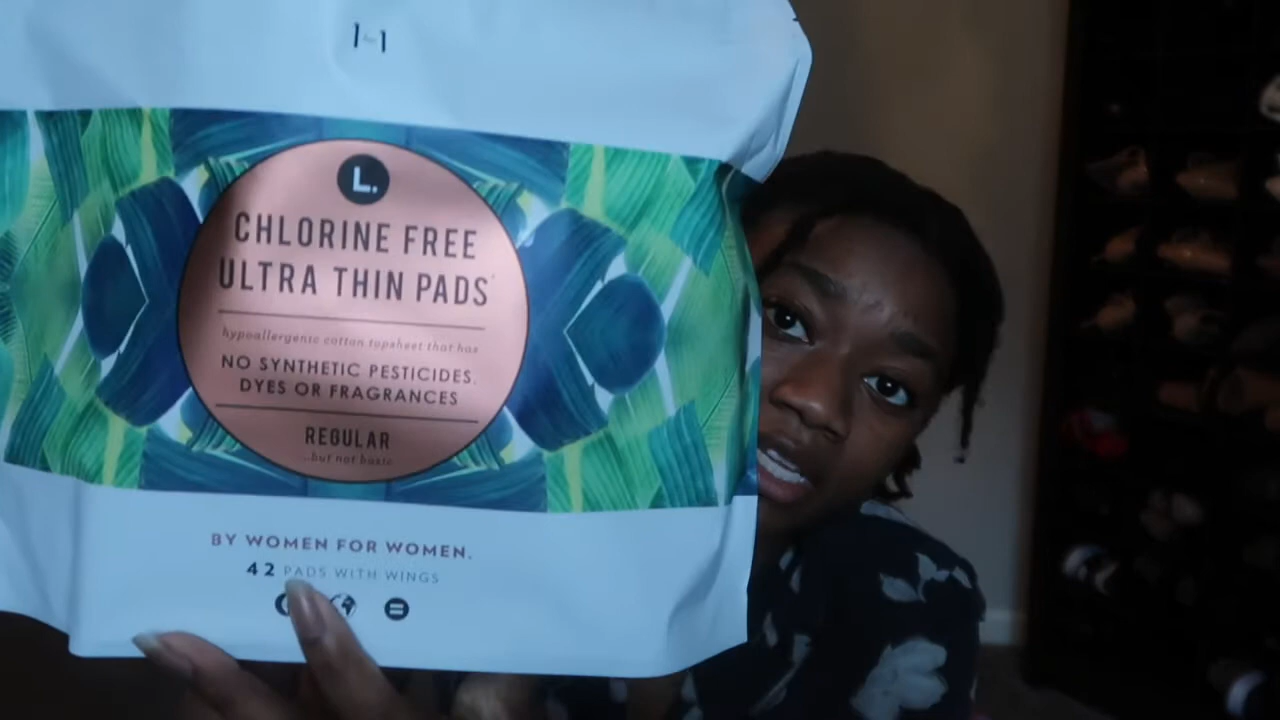 L.
CHLORINE FREE
ULTRA THIN PADS
hypoallergenic cotton topsheet that has
NO SYNTHETIC PESTICIDES.
DYES OR FRAGRANCES
REGULAR
...but not basic
BY WOMEN FOR WOMEN.
42 PADS WITH WINGS